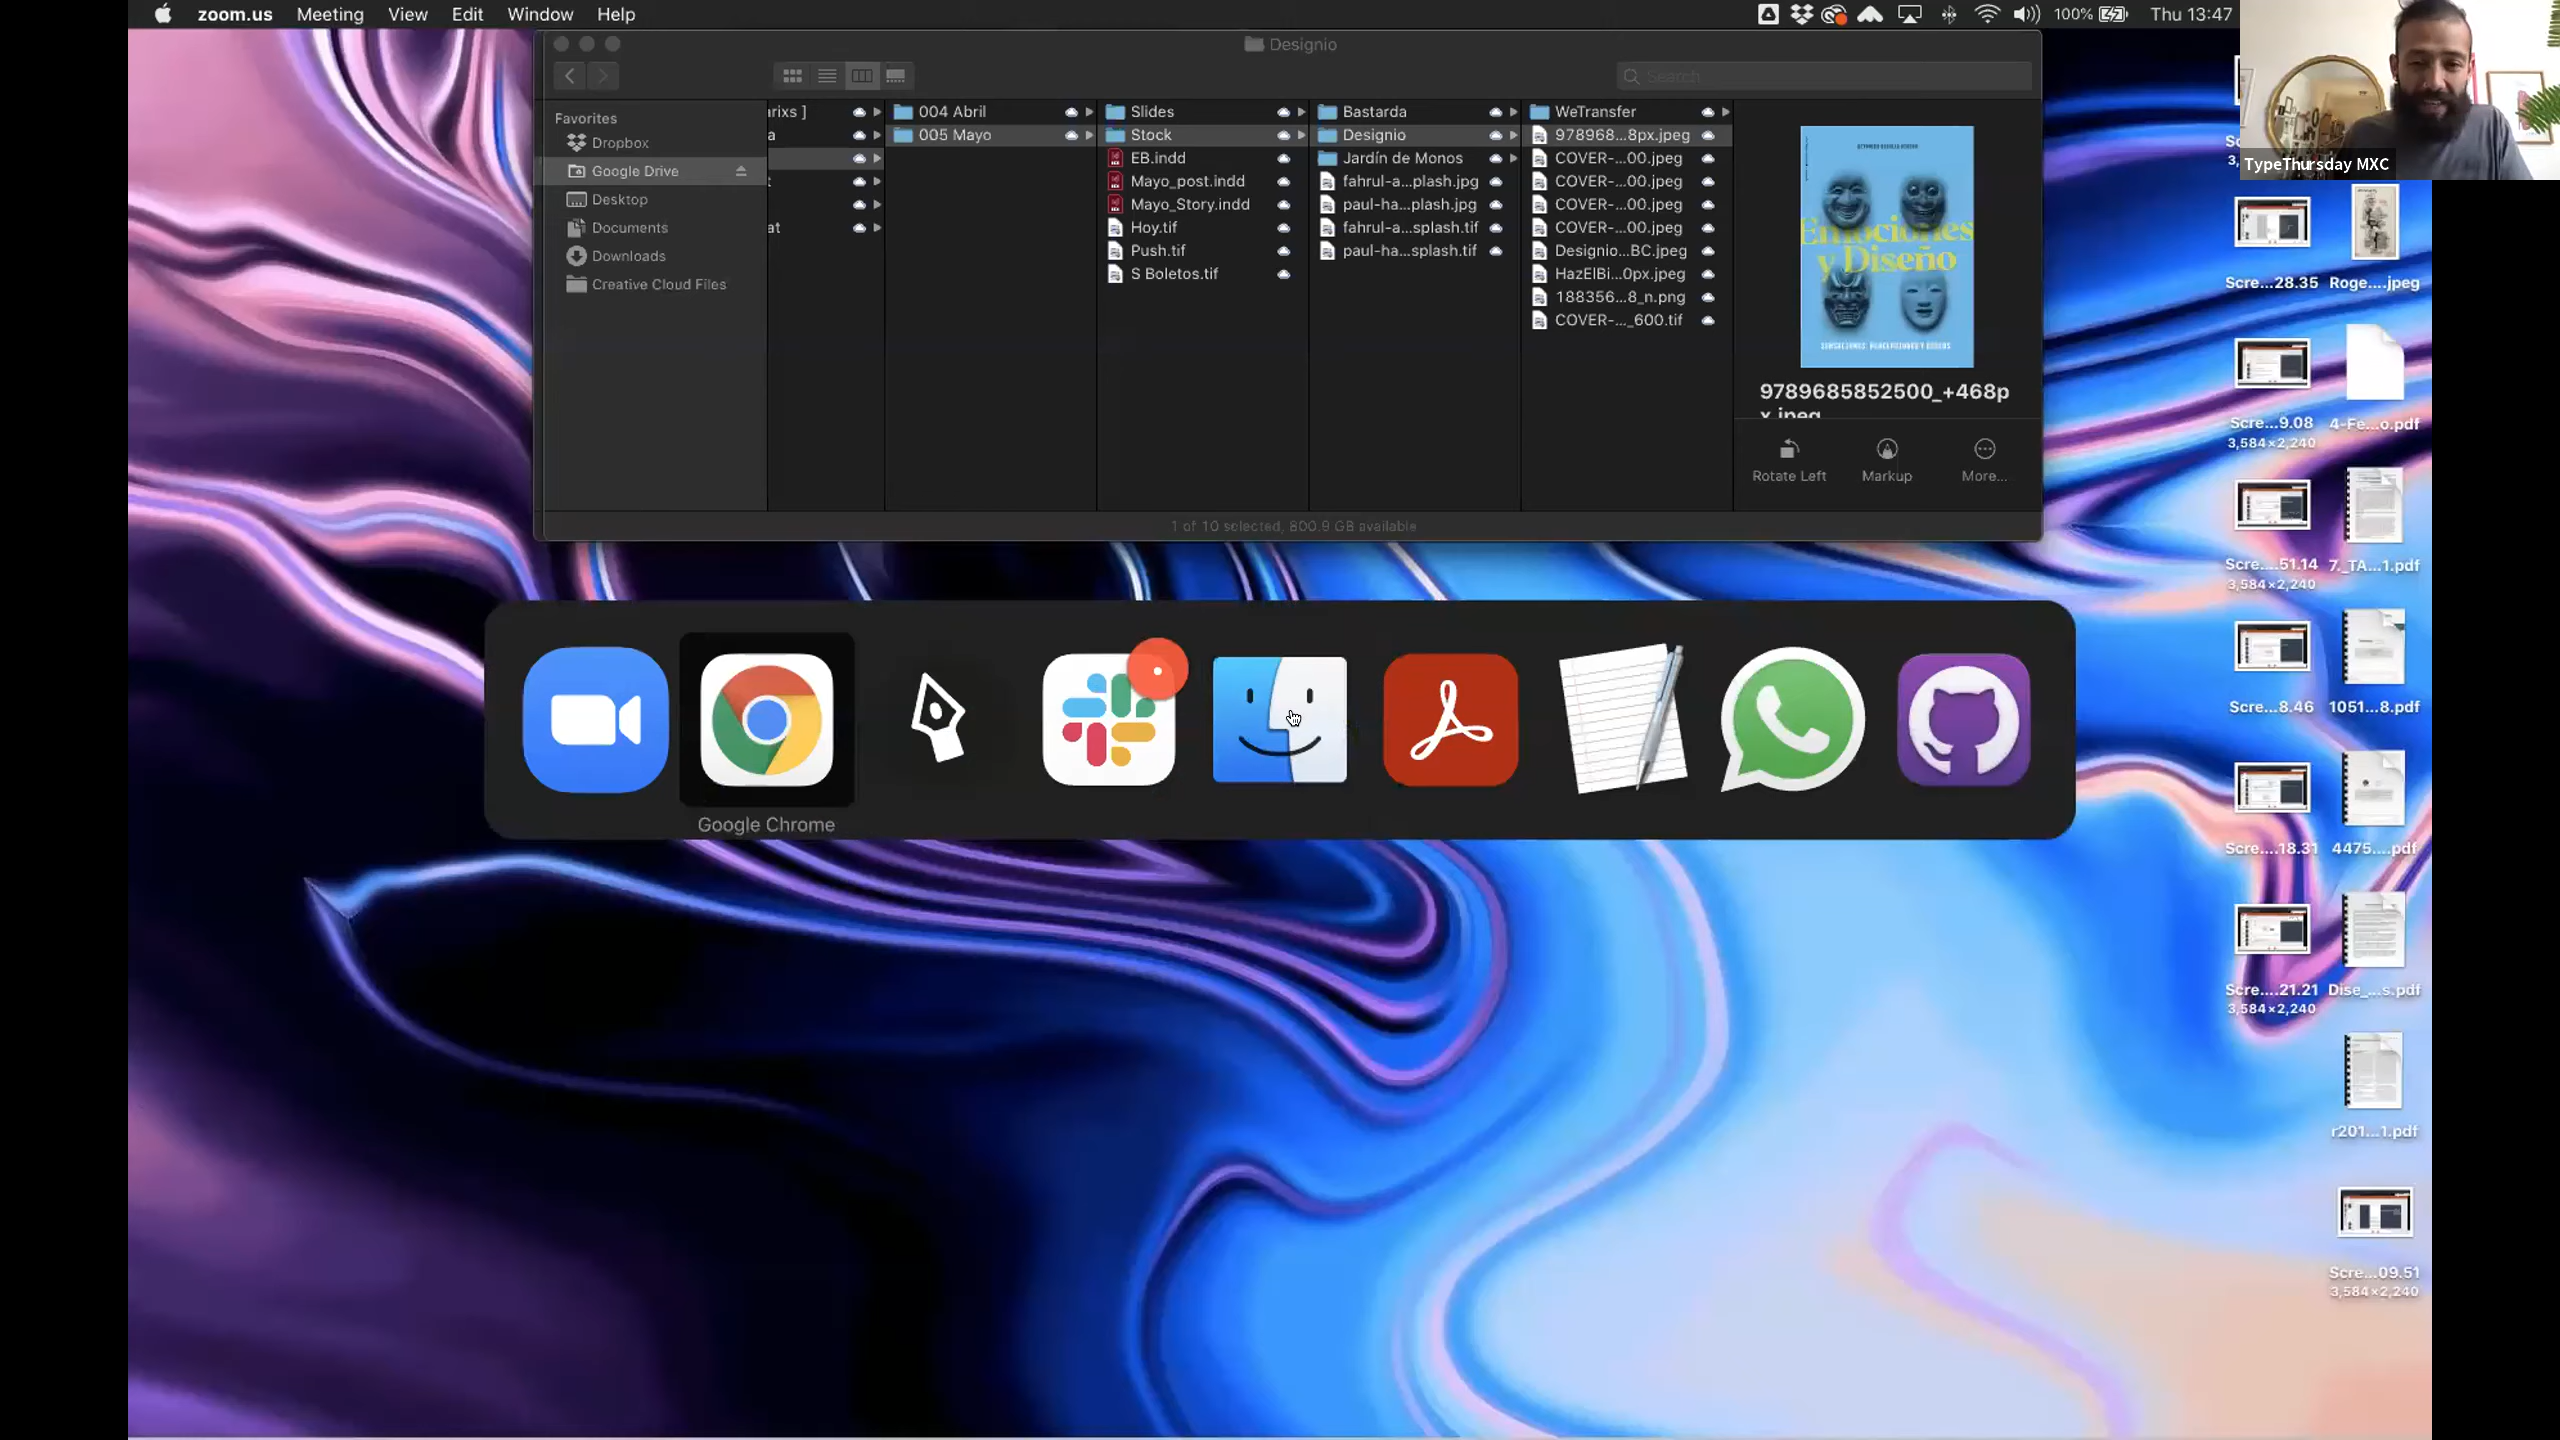 zoom.us Meeting View Edit Window Help
100% Thu 13:47
Designio
Search
Favorites
Dropbox
Google Drive
Desktop
Documents
Downloads
Creative Cloud Files
arixs ]
a
t
at
004 Abril
005 Mayo
Slides
Stock
EB.indd
Mayo_post.indd
Mayo_Story.indd
Hoy.tif
Push.tif
S Boletos.tif
Bastarda
Designio
Jardín de Monos
fahrul-a...plash.jpg
paul-ha...plash.jpg
fahrul-a...splash.tif
paul-ha...splash.tif
WeTransfer
978968...8px.jpeg
COVER-...00.jpeg
COVER-...00.jpeg
COVER-...00.jpeg
COVER-...00.jpeg
Designio...BC.jpeg
HazElBi...0px.jpeg
188356...8_n.png
COVER-..._600.tif
Emociones
y Diseño
9789685852500_+468p
x.jpeg
Rotate Left Markup More...
1 of 10 selected, 800.9 GB available
TypeThursday MXC
Google Chrome
Scre...28.35 Roge....jpeg
Scre...9.08 4-Fe...o.pdf
3,584×2,240
Scre....51.14 7._TA...1.pdf
3,584×2,240
Scre...8.46 1051...8.pdf
Scre....18.31 4475....pdf
Scre....21.21 Dise_...s.pdf
3,584×2,240
r201...1.pdf
Scre...09.51
3,584×2,240